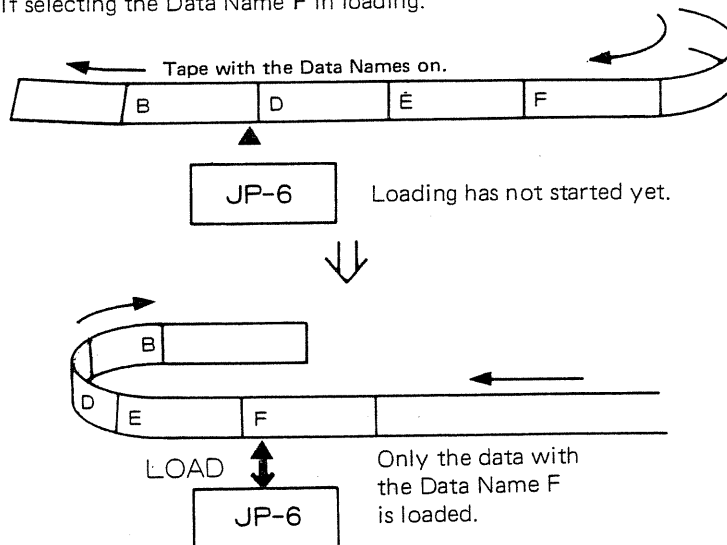 If selecting the Data Name F in loading.
Tape with the Data Names on.
B D E F
JP-6 Loading has not started yet.
B
D E F
LOAD
Only the data with
the Data Name F
is loaded.
JP-6